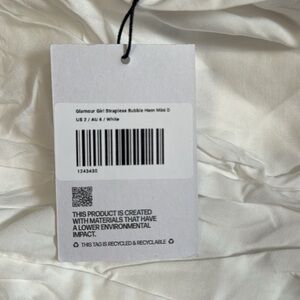 Glamour Girl Strapless Bubble Hem Mini D
US 2 / AU 6 / White
1243430
THIS PRODUCT IS CREATED
WITH MATERIALS THAT HAVE
A LOWER ENVIRONMENTAL
IMPACT.
THIS TAG IS RECYCLED & RECYCLABLE